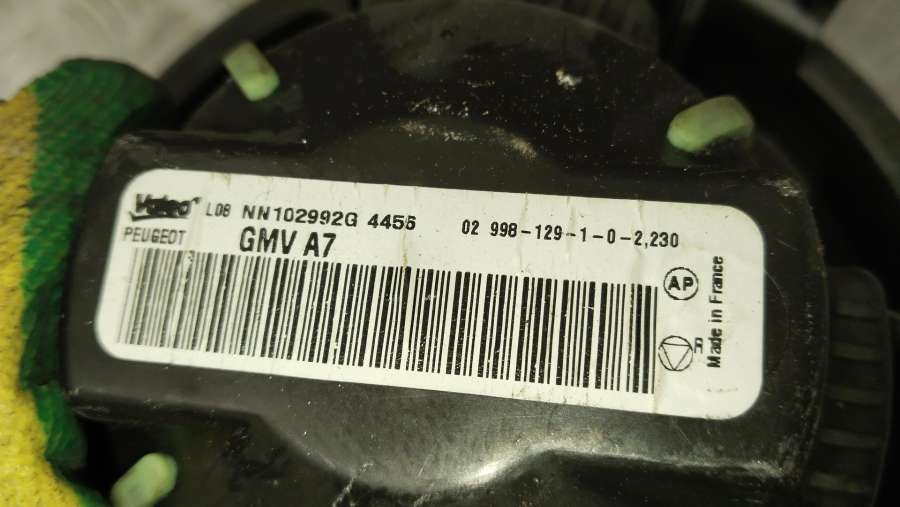 Valeo L08 NN102992G 4456 02 998-129-1-0-2,230
PEUGEOT GMV A7
AP
R
Made in France